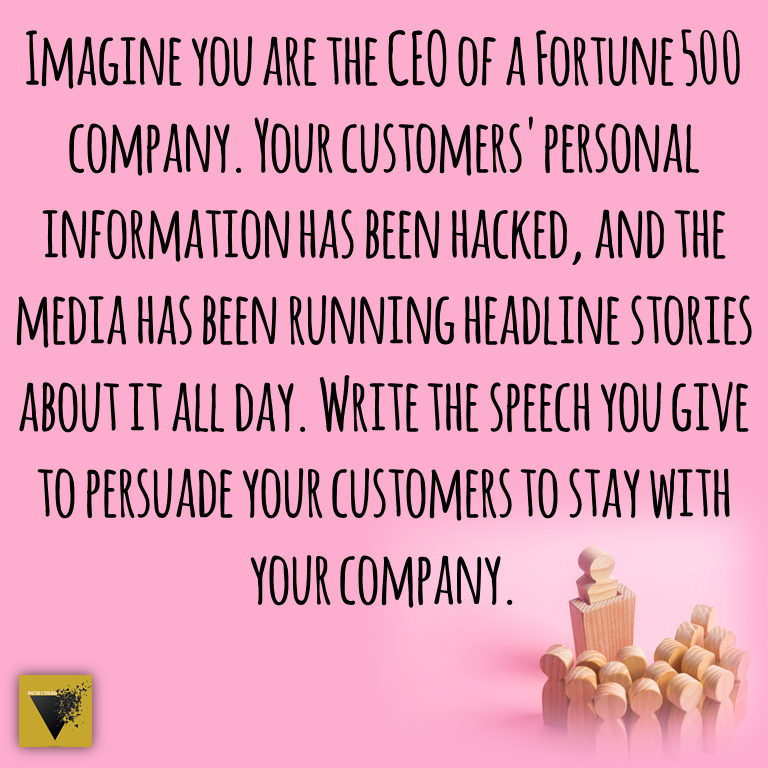 Imagine you are the CEO of a Fortune 500
company. Your customers' personal
information has been hacked, and the
media has been running headline stories
about it all day. Write the speech you give
to persuade your customers to stay with
your company.